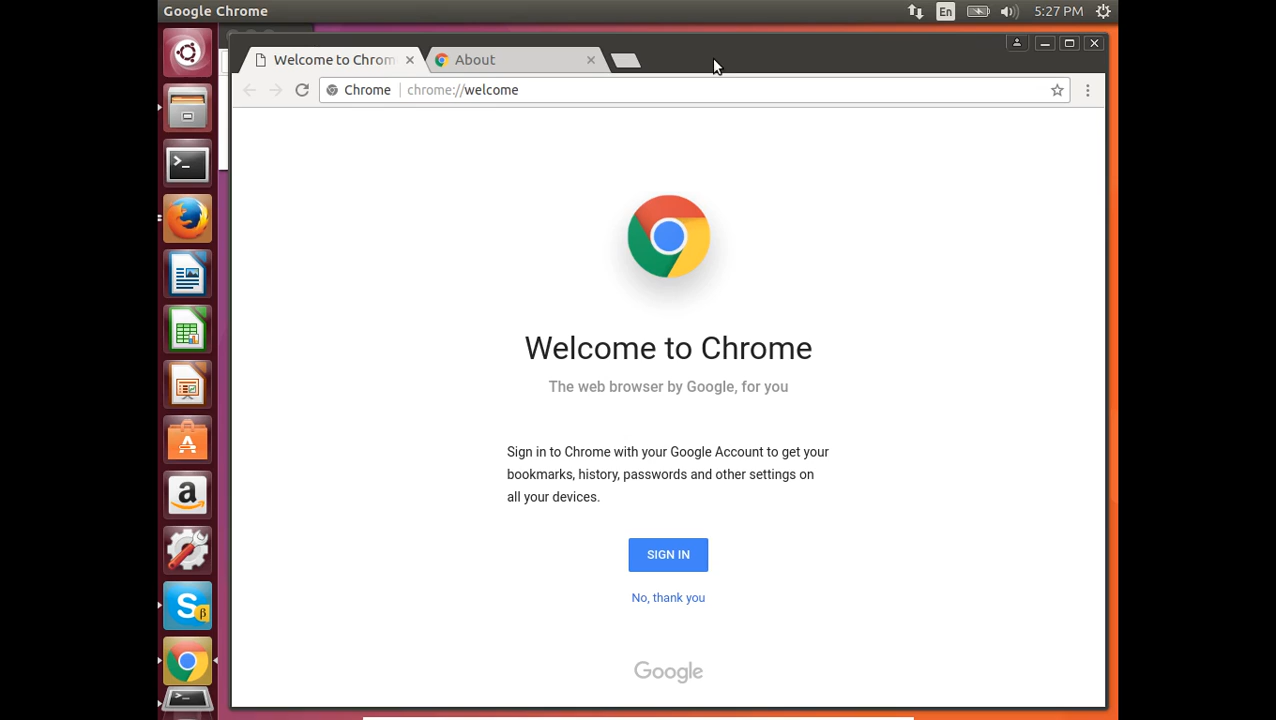 Google Chrome
En
5:27 PM
Welcome to Chrom
About
Chrome
chrome://welcome
Welcome to Chrome
The web browser by Google, for you
Sign in to Chrome with your Google Account to get your
bookmarks, history, passwords and other settings on
all your devices.
SIGN IN
No, thank you
Google
A
a
S
β
>_
>_